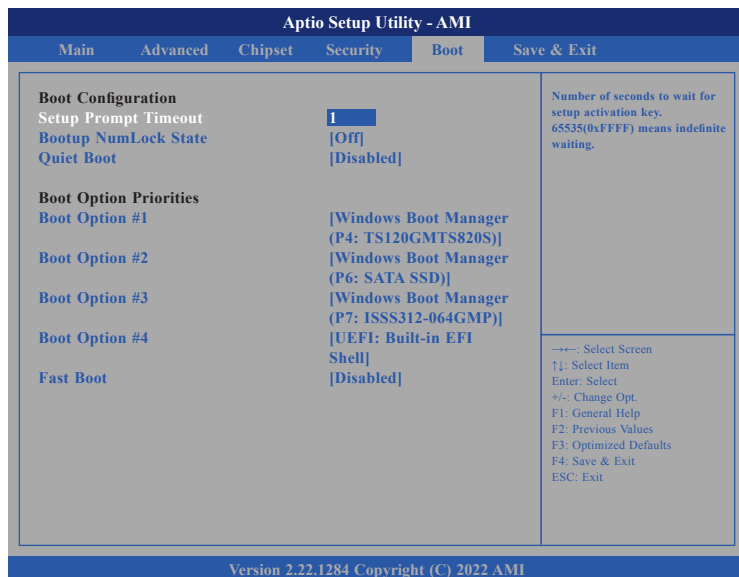 Aptio Setup Utility - AMI
Main Advanced Chipset Security Boot Save & Exit
Boot Configuration
Setup Prompt Timeout 1
Bootup NumLock State [Off]
Quiet Boot [Disabled]
Boot Option Priorities
Boot Option #1 [Windows Boot Manager
(P4: TS120GMTS820S)]
Boot Option #2 [Windows Boot Manager
(P6: SATA SSD)]
Boot Option #3 [Windows Boot Manager
(P7: ISSS312-064GMP)]
Boot Option #4 [UEFI: Built-in EFI
Shell]
Fast Boot [Disabled]
Number of seconds to wait for
setup activation key.
65535(0xFFFF) means indefinite
waiting.
→←: Select Screen
↑↓: Select Item
Enter: Select
+/-: Change Opt.
F1: General Help
F2: Previous Values
F3: Optimized Defaults
F4: Save & Exit
ESC: Exit
Version 2.22.1284 Copyright (C) 2022 AMI